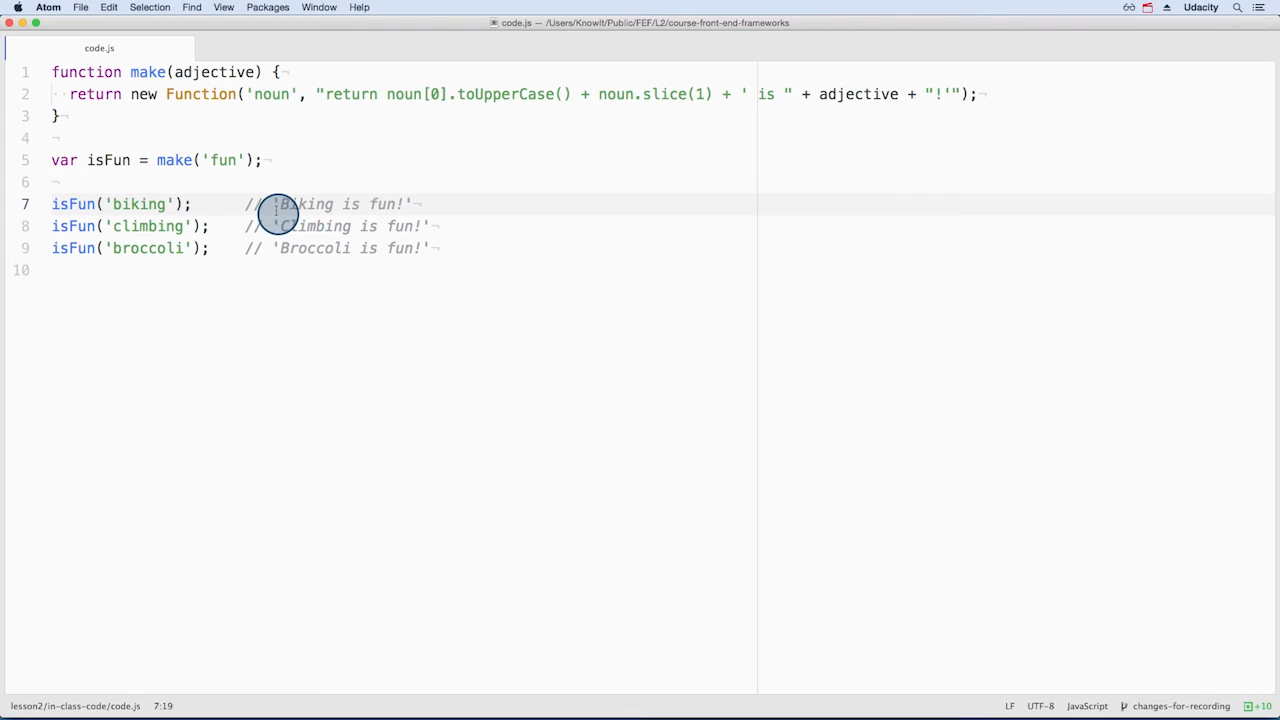 Atom File Edit Selection Find View Packages Window Help Udacity
code.js — /Users/KnowIt/Public/FEF/L2/course-front-end-frameworks
code.js
1 function make(adjective) {¬
2 ··return new Function('noun', "return noun[0].toUpperCase() + noun.slice(1) + ' is " + adjective + "!'");¬
3 }¬
4 ¬
5 var isFun = make('fun');¬
6 ¬
7 isFun('biking'); // 'Biking is fun!'¬
8 isFun('climbing'); // 'Climbing is fun!'¬
9 isFun('broccoli'); // 'Broccoli is fun!'¬
10
lesson2/in-class-code/code.js 7:19 LF UTF-8 JavaScript changes-for-recording +10